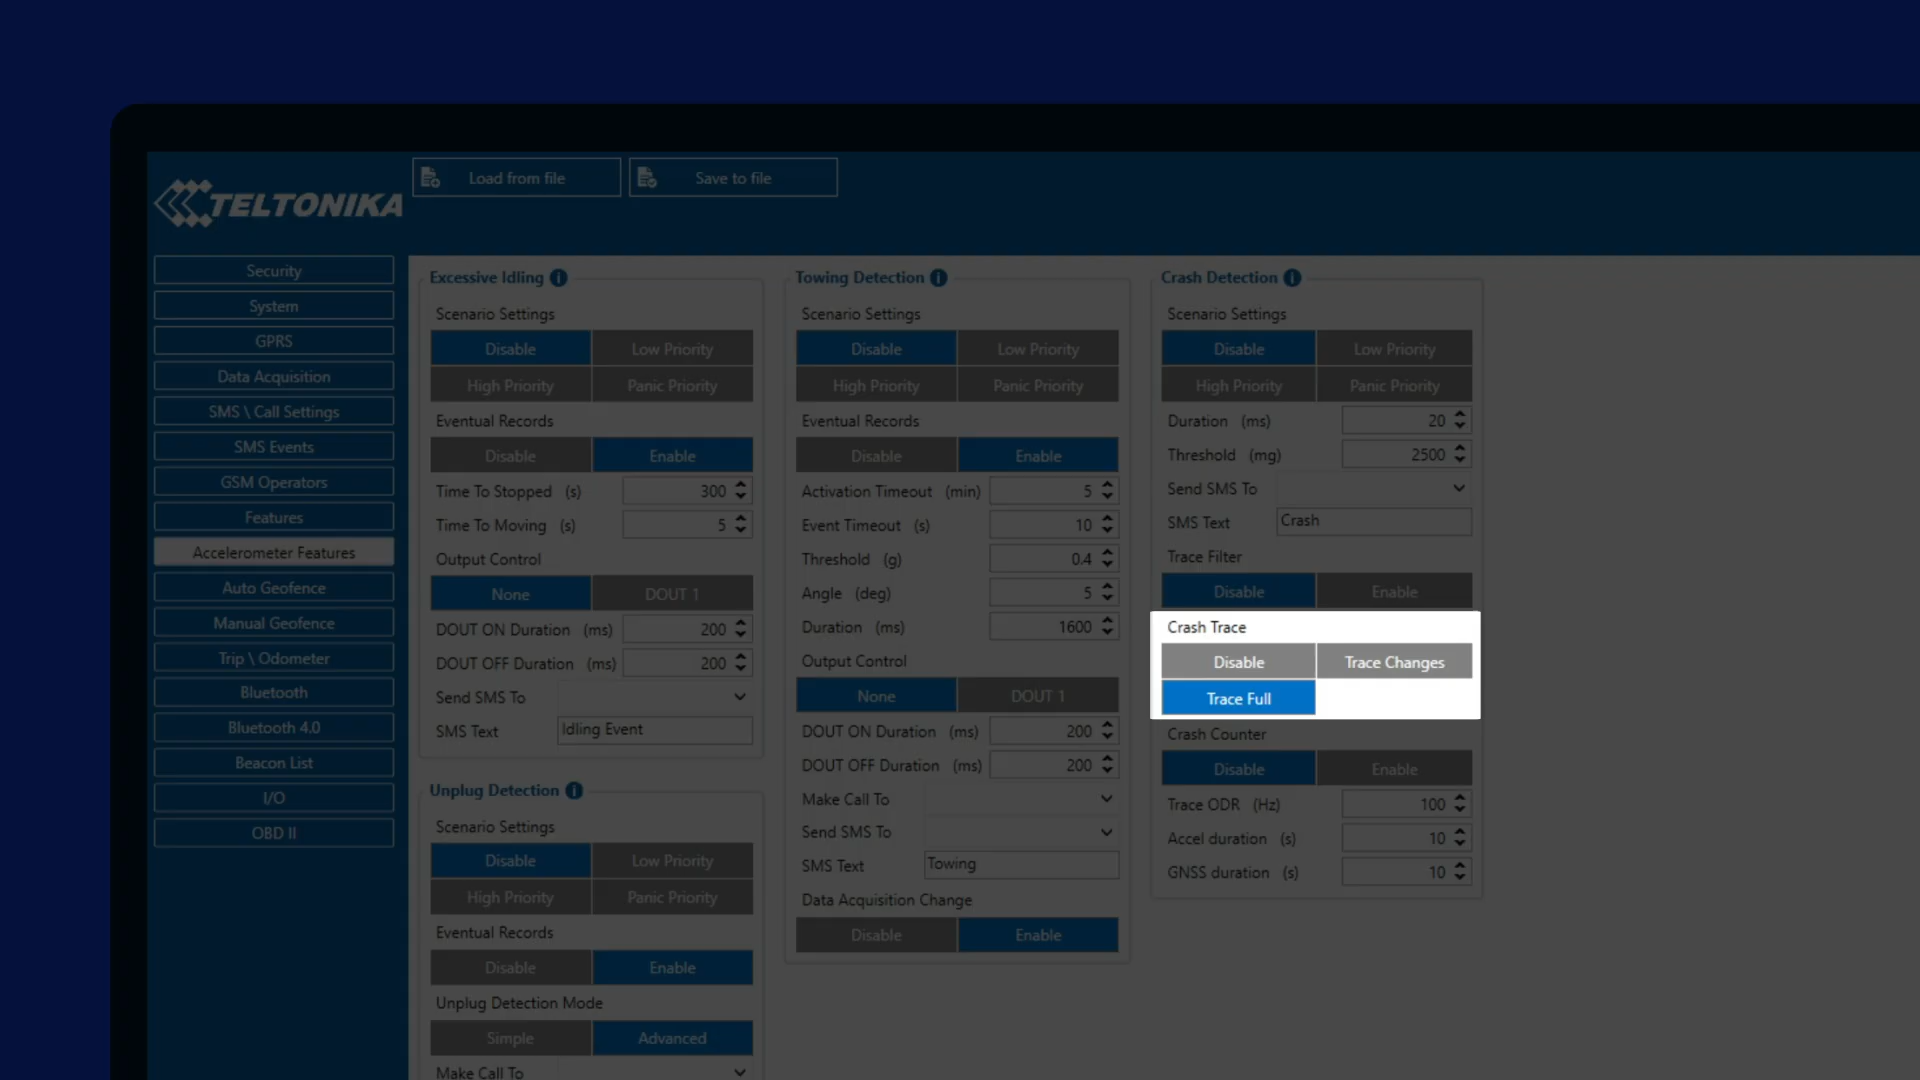 TELTONIKA
Load from file
Save to file
Security
System
GPRS
Data Acquisition
SMS \ Call Settings
SMS Events
GSM Operators
Features
Accelerometer Features
Auto Geofence
Manual Geofence
Trip \ Odometer
Bluetooth
Bluetooth 4.0
Beacon List
I/O
OBD II
Excessive Idling i
Scenario Settings
Disable Low Priority
High Priority Panic Priority
Eventual Records
Disable Enable
Time To Stopped (s) 300
Time To Moving (s) 5
Output Control
None DOUT 1
DOUT ON Duration (ms) 200
DOUT OFF Duration (ms) 200
Send SMS To
SMS Text Idling Event
Unplug Detection i
Scenario Settings
Disable Low Priority
High Priority Panic Priority
Eventual Records
Disable Enable
Unplug Detection Mode
Simple Advanced
Make Call To
Towing Detection i
Scenario Settings
Disable Low Priority
High Priority Panic Priority
Eventual Records
Disable Enable
Activation Timeout (min) 5
Event Timeout (s) 10
Threshold (g) 0.4
Angle (deg) 5
Duration (ms) 1600
Output Control
None DOUT 1
DOUT ON Duration (ms) 200
DOUT OFF Duration (ms) 200
Make Call To
Send SMS To
SMS Text Towing
Data Acquisition Change
Disable Enable
Crash Detection i
Scenario Settings
Disable Low Priority
High Priority Panic Priority
Duration (ms) 20
Threshold (mg) 2500
Send SMS To
SMS Text Crash
Trace Filter
Disable Enable
Crash Trace
Disable Trace Changes
Trace Full
Crash Counter
Disable Enable
Trace ODR (Hz) 100
Accel duration (s) 10
GNSS duration (s) 10